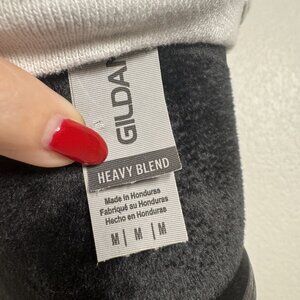 GILDAN
HEAVY BLEND
Made in Honduras
Fabriqué au Honduras
Hecho en Honduras
M | M | M